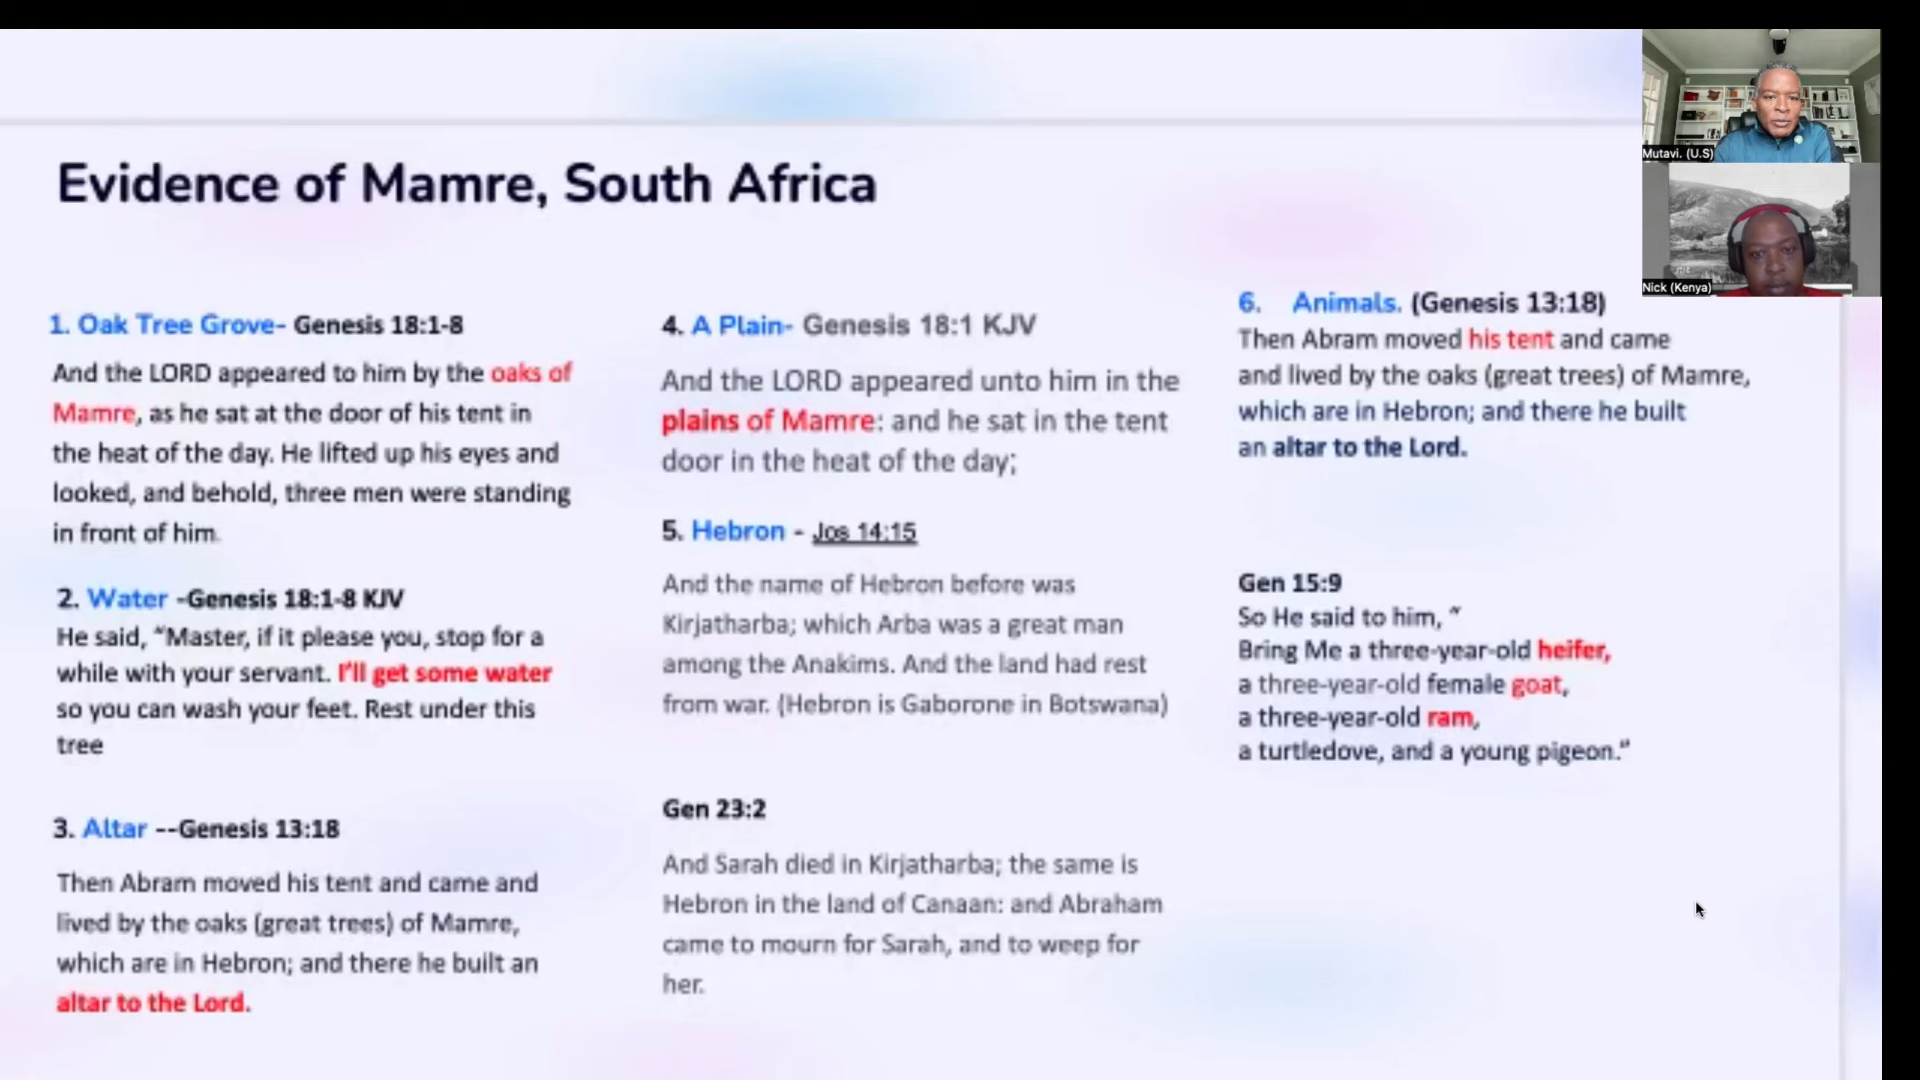 Evidence of Mamre, South Africa
1. Oak Tree Grove- Genesis 18:1-8
And the LORD appeared to him by the oaks of
Mamre, as he sat at the door of his tent in
the heat of the day. He lifted up his eyes and
looked, and behold, three men were standing
in front of him.
2. Water -Genesis 18:1-8 KJV
He said, “Master, if it please you, stop for a
while with your servant. I’ll get some water
so you can wash your feet. Rest under this
tree
3. Altar --Genesis 13:18
Then Abram moved his tent and came and
lived by the oaks (great trees) of Mamre,
which are in Hebron; and there he built an
altar to the Lord.
4. A Plain- Genesis 18:1 KJV
And the LORD appeared unto him in the
plains of Mamre: and he sat in the tent
door in the heat of the day;
5. Hebron - Jos 14:15
And the name of Hebron before was
Kirjatharba; which Arba was a great man
among the Anakims. And the land had rest
from war. (Hebron is Gaborone in Botswana)
Gen 23:2
And Sarah died in Kirjatharba; the same is
Hebron in the land of Canaan: and Abraham
came to mourn for Sarah, and to weep for
her.
6. Animals. (Genesis 13:18)
Then Abram moved his tent and came
and lived by the oaks (great trees) of Mamre,
which are in Hebron; and there he built
an altar to the Lord.
Gen 15:9
So He said to him, “
Bring Me a three-year-old heifer,
a three-year-old female goat,
a three-year-old ram,
a turtledove, and a young pigeon.”
Mutavi. (U.S)
Nick (Kenya)